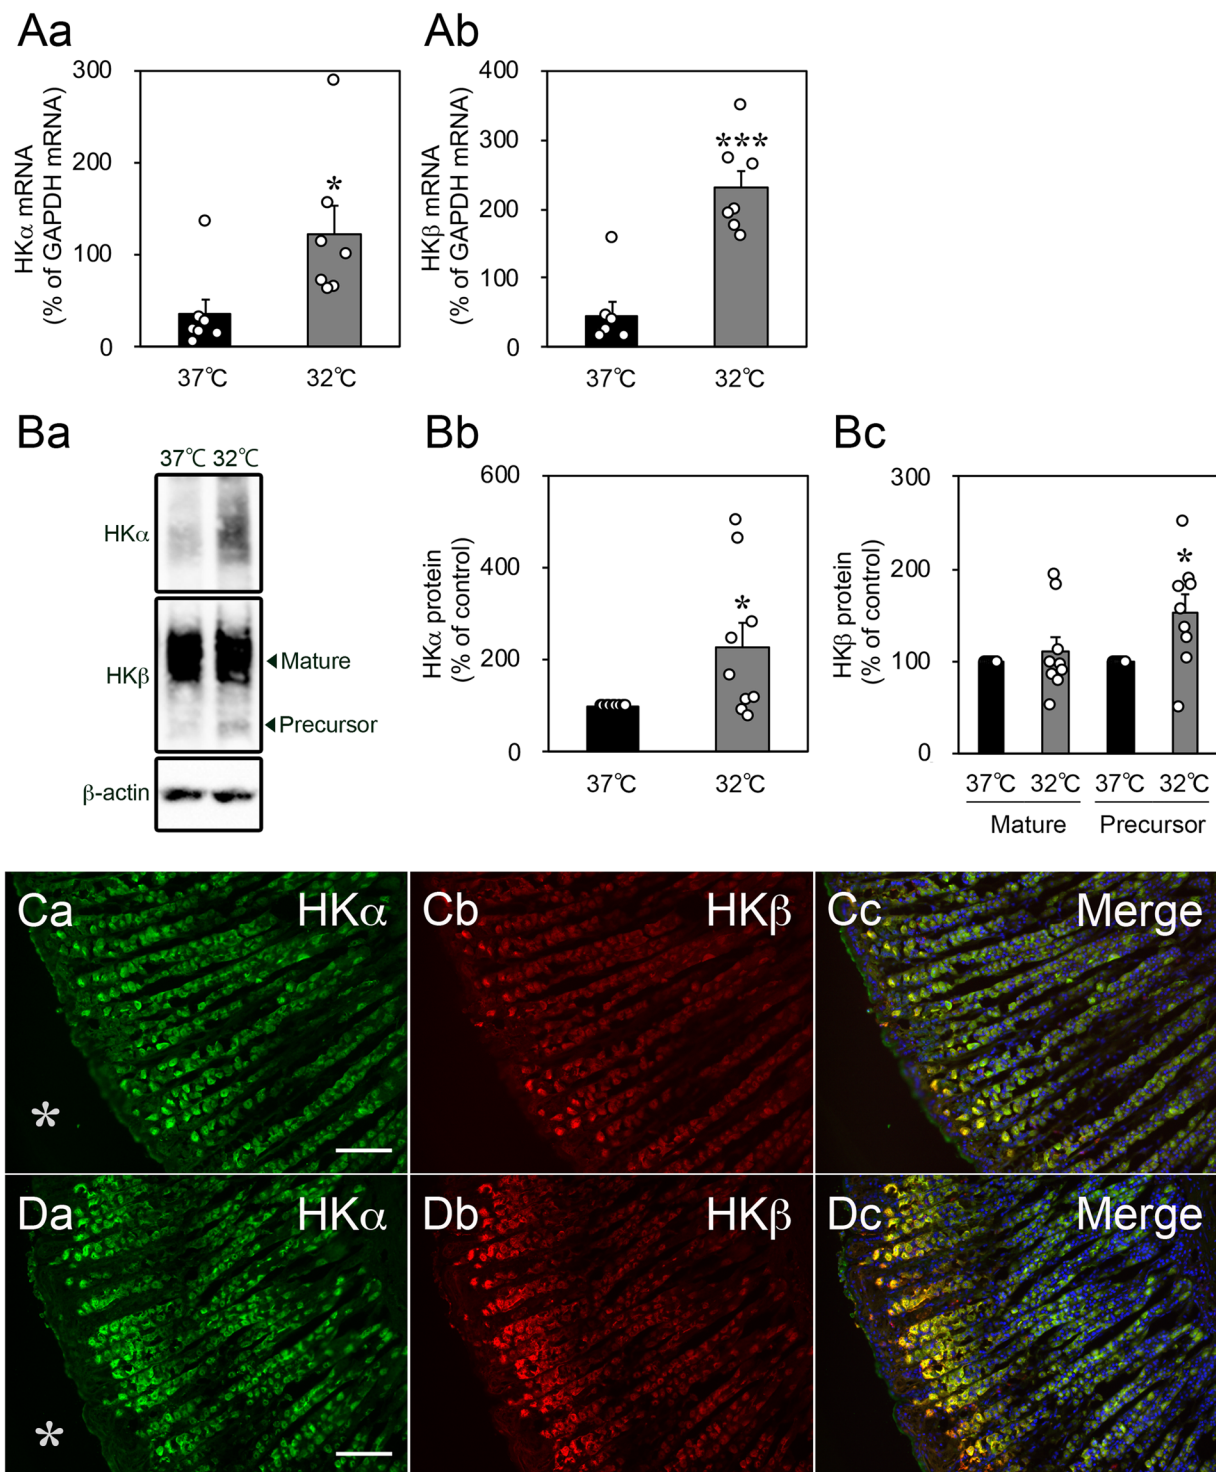 Aa
HKα mRNA
(% of GAPDH mRNA)
300
200
100
0
*
37℃ 32℃
Ab
HKβ mRNA
(% of GAPDH mRNA)
400
300
200
100
0
***
37℃ 32℃
Ba
37℃ 32℃
HKα
HKβ
Mature
Precursor
β-actin
Bb
HKα protein
(% of control)
600
400
200
0
*
37℃ 32℃
Bc
HKβ protein
(% of control)
300
200
100
0
*
37℃ 32℃ 37℃ 32℃
Mature Precursor
Ca HKα
*
Cb HKβ
Cc Merge
Da HKα
*
Db HKβ
Dc Merge